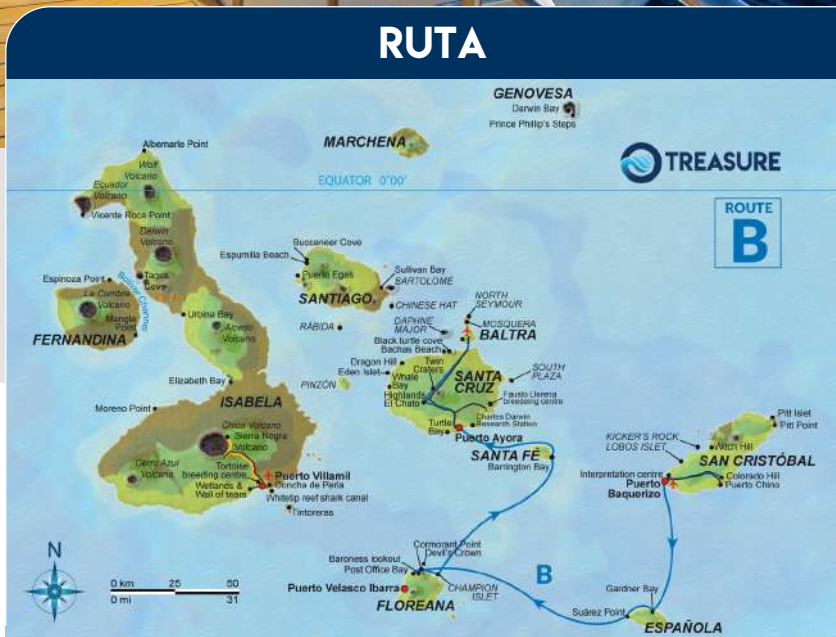 RUTA
GENOVESA
Darwin Bay
Prince Phillip's Steps
MARCHENA
TREASURE
EQUATOR 0°00'
ROUTE
B
Albemarle Point
Wolf
Volcano
Ecuador
Volcano
Vicente Roca Point
Darwin
Volcano
Tagus
Cove
Espinoza Point
Bolivar Channel
La Cumbre
Volcano
Mangle
Point
FERNANDINA
Urbina Bay
Alcedo
Volcano
Elizabeth Bay
ISABELA
Moreno Point
Chico Volcano
Sierra Negra
Volcano
Cerro Azul
Volcano
Tortoise
breeding centre
Wetlands &
Wall of tears
Puerto Villamil
Concha de Perla
Whitetip reef shark canal
Tintoreras
Buccaneer Cove
Espumilla Beach
Puerto Egas
Sullivan Bay
BARTOLOMÉ
SANTIAGO
CHINESE HAT
RÁBIDA
PINZÓN
NORTH
SEYMOUR
MOSQUERA
DAPHNE
MAJOR
BALTRA
Black turtle cove
Bachas Beach
Dragon Hill
Eden Islet
Whale
Bay
Twin
Craters
SANTA
CRUZ
Highlands
El Chato
SOUTH
PLAZA
Fausto Llerena
breeding centre
Charles Darwin
Research Station
Turtle
Bay
Puerto Ayora
SANTA FÉ
Barrington Bay
Pitt Islet
Pitt Point
KICKER'S ROCK
LOBOS ISLET
Witch Hill
SAN CRISTÓBAL
Interpretation centre
Puerto
Baquerizo
Colorado Hill
Puerto Chino
Cormorant Point
Devil's Crown
Baroness lookout
Post Office Bay
Puerto Velasco Ibarra
CHAMPION
ISLET
FLOREANA
B
Gardner Bay
Suárez Point
ESPAÑOLA
N
0 km 25 50
0 mi 31